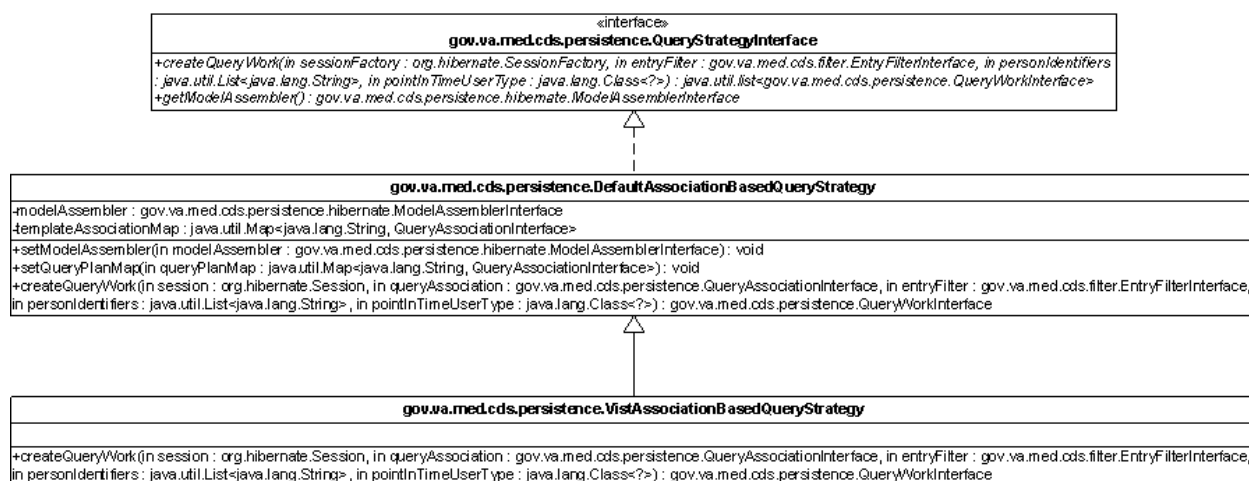 «interface»
gov.va.med.cds.persistence.QueryStrategyInterface
+createQueryWork(in sessionFactory : org.hibernate.SessionFactory, in entryFilter : gov.va.med.cds.filter.EntryFilterInterface, in personIdentifiers
: java.util.List<java.lang.String>, in pointInTimeUserType : java.lang.Class<?>) : java.util.list<gov.va.med.cds.persistence.QueryWorkInterface>
+getModelAssembler() : gov.va.med.cds.persistence.hibernate.ModelAssemblerInterface
gov.va.med.cds.persistence.DefaultAssociationBasedQueryStrategy
-modelAssembler : gov.va.med.cds.persistence.hibernate.ModelAssemblerInterface
-templateAssociationMap : java.util.Map<java.lang.String, QueryAssociationInterface>
+setModelAssembler(in modelAssembler : gov.va.med.cds.persistence.hibernate.ModelAssemblerInterface) : void
+setQueryPlanMap(in queryPlanMap : java.util.Map<java.lang.String, QueryAssociationInterface>) : void
+createQueryWork(in session : org.hibernate.Session, in queryAssociation : gov.va.med.cds.persistence.QueryAssociationInterface, in entryFilter : gov.va.med.cds.filter.EntryFilterInterface,
in personIdentifiers : java.util.List<java.lang.String>, in pointInTimeUserType : java.lang.Class<?>) : gov.va.med.cds.persistence.QueryWorkInterface
gov.va.med.cds.persistence.VistAssociationBasedQueryStrategy
+createQueryWork(in session : org.hibernate.Session, in queryAssociation : gov.va.med.cds.persistence.QueryAssociationInterface, in entryFilter : gov.va.med.cds.filter.EntryFilterInterface,
in personIdentifiers : java.util.List<java.lang.String>, in pointInTimeUserType : java.lang.Class<?>) : gov.va.med.cds.persistence.QueryWorkInterface